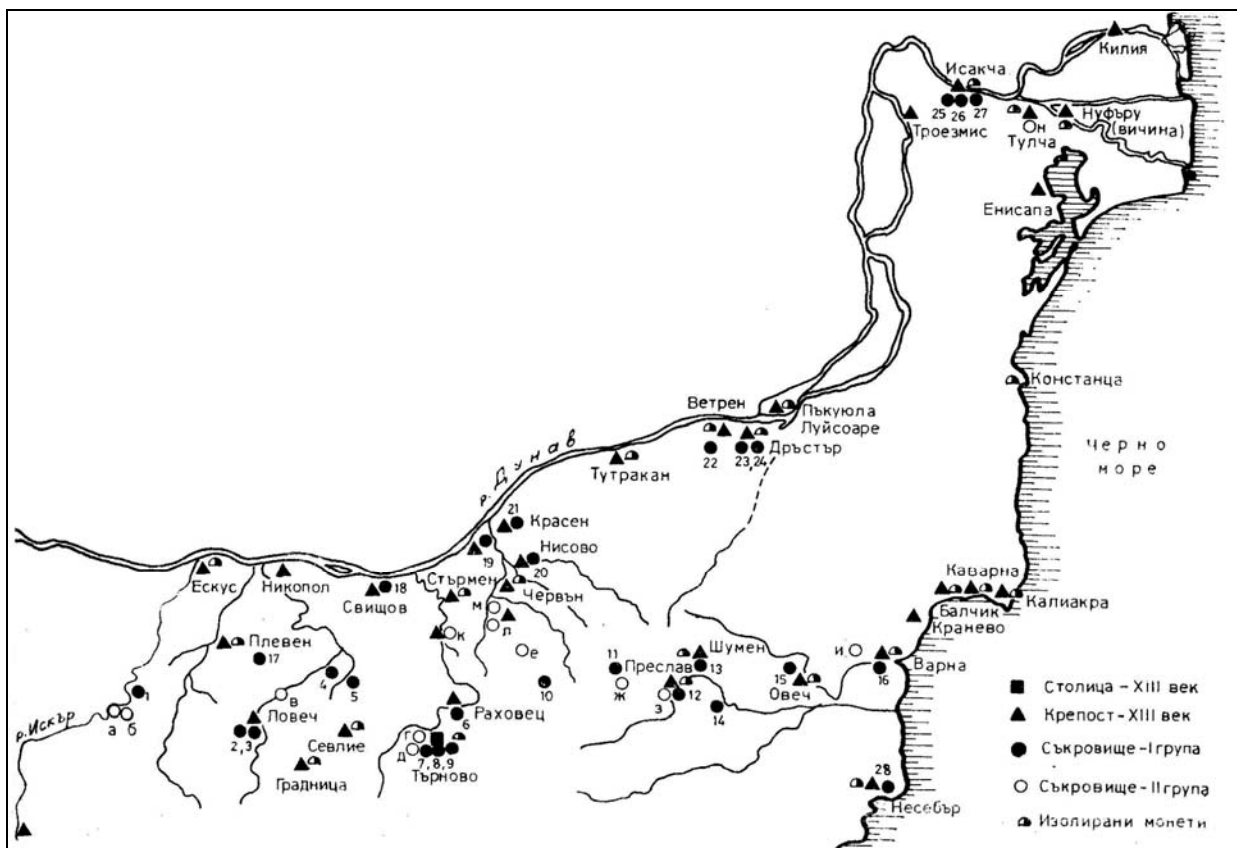 Килия
Исакча
25 26 27
Троезмис
Н
Тулча
Нуфъру
(вичина)
Енисапа
Констанца
Ветрен
Пъкуюла
Луйсоаре
22
23,24
Дръстър
Черно
море
р. Дунав
Тутракан
21
Красен
19
Нисово
20
Ескус
Никопол
18
Свищов
Стърмен
Червън
м
л
к
е
Каварна
Балчик
Калиакра
Кранево
Плевен
17
4
5
в
1
а б
р. Искър
Ловеч
2,3
Севлие
Градница
Раховец
6
г
д
7,8,9
Търново
10
11
ж
Преслав
Шумен
13
з
12
14
15
Овеч
и
16
Варна
28
Несебър
Столица – XIII век
Крепост – XIII век
Съкровище – I група
Съкровище – II група
Изолирани монети